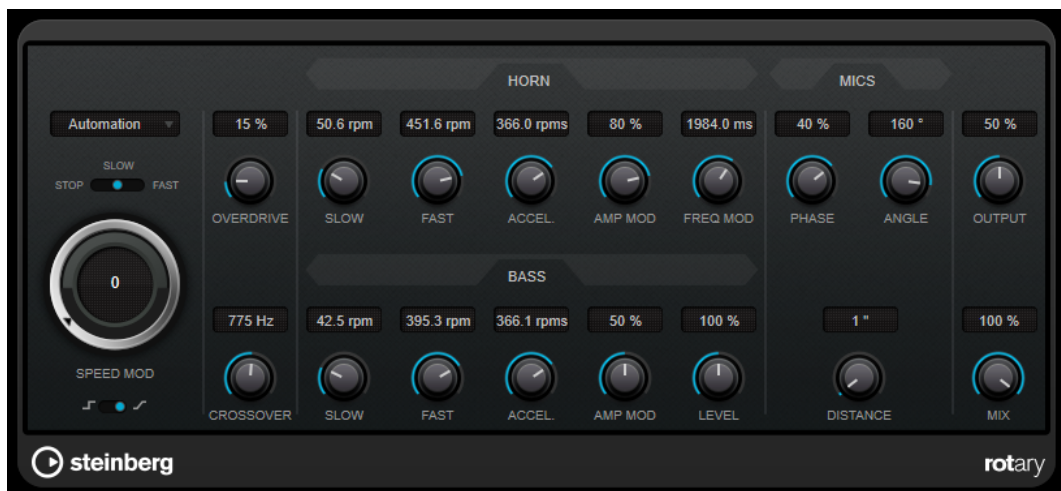 HORN
MICS
Automation
15 %
50.6 rpm
451.6 rpm
366.0 rpms
80 %
1984.0 ms
40 %
160 °
50 %
SLOW
STOP
FAST
OVERDRIVE
SLOW
FAST
ACCEL.
AMP MOD
FREQ MOD
PHASE
ANGLE
OUTPUT
BASS
0
775 Hz
42.5 rpm
395.3 rpm
366.1 rpms
50 %
100 %
1 "
100 %
SPEED MOD
CROSSOVER
SLOW
FAST
ACCEL.
AMP MOD
LEVEL
DISTANCE
MIX
steinberg
rotary